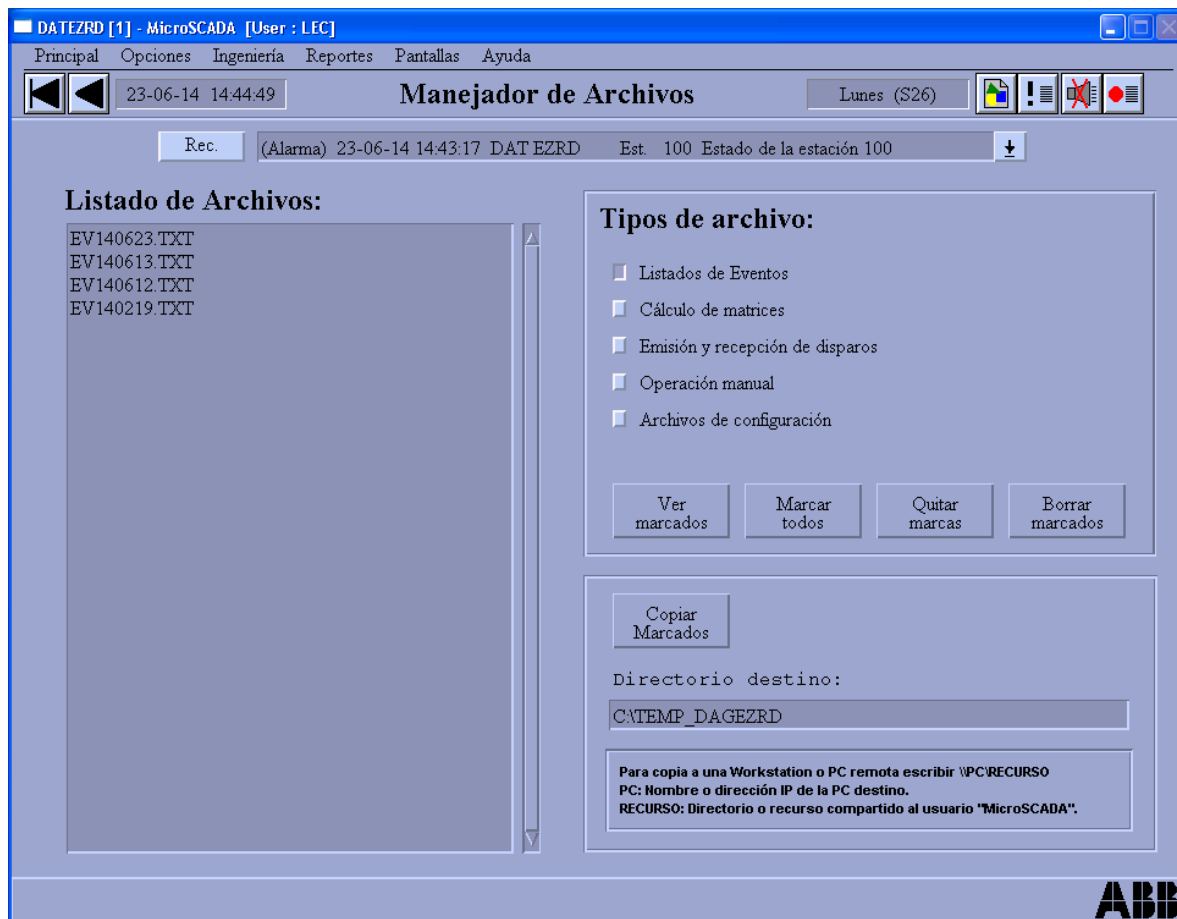 DATEZRD [1] - MicroSCADA [User : LEC]
Principal Opciones Ingeniería Reportes Pantallas Ayuda
23-06-14 14:44:49 Manejador de Archivos Lunes (S26)
Rec. (Alarma) 23-06-14 14:43:17 DAT EZRD Est. 100 Estado de la estación 100
Listado de Archivos:
EV140623.TXT
EV140613.TXT
EV140612.TXT
EV140219.TXT
Tipos de archivo:
Listados de Eventos
Cálculo de matrices
Emisión y recepción de disparos
Operación manual
Archivos de configuración
Ver marcados
Marcar todos
Quitar marcas
Borrar marcados
Copiar Marcados
Directorio destino:
C:\TEMP_DAGEZRD
Para copia a una Workstation o PC remota escribir \\PC\RECURSO
PC: Nombre o dirección IP de la PC destino.
RECURSO: Directorio o recurso compartido al usuario "MicroSCADA".
ABB